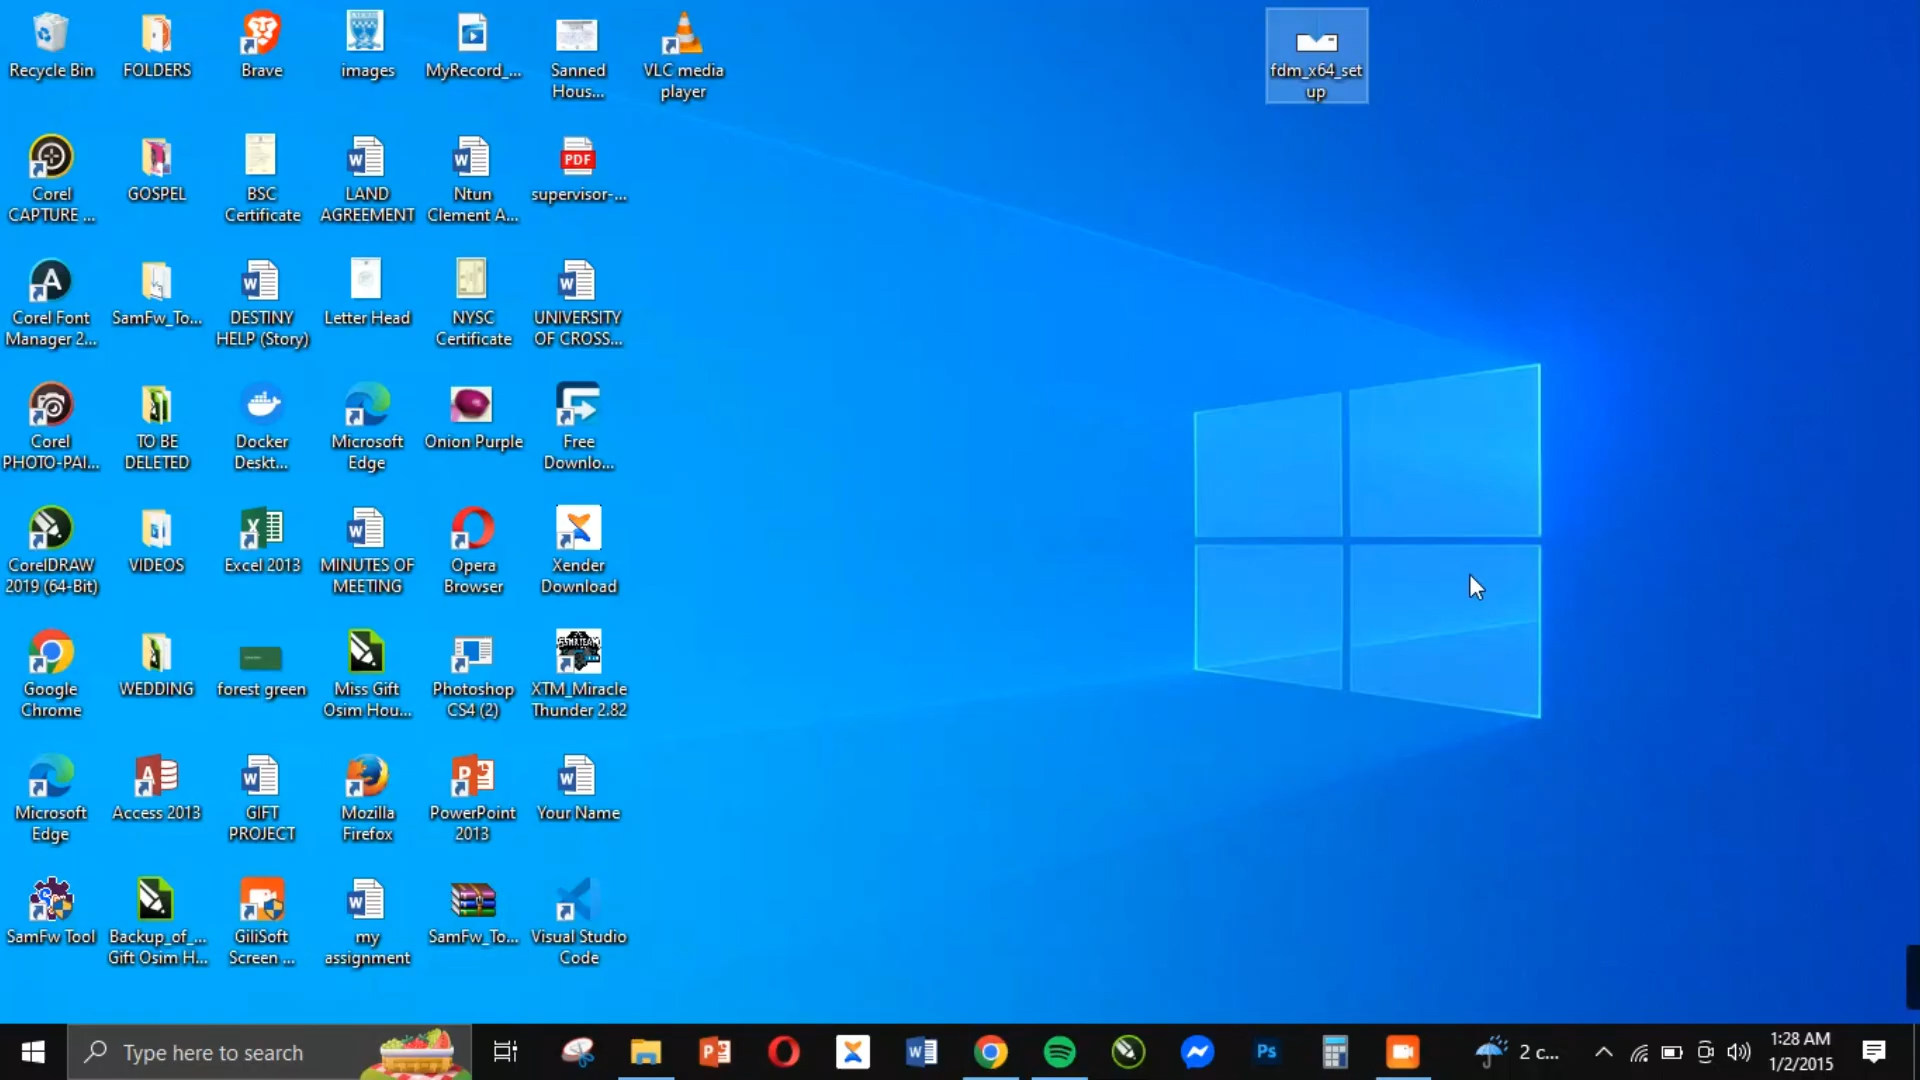 Recycle Bin
FOLDERS
Brave
images
MyRecord_...
Sanned
Hous...
VLC media
player
fdm_x64_set
up
Corel
CAPTURE ...
GOSPEL
BSC
Certificate
LAND
AGREEMENT
Ntun
Clement A...
PDF
supervisor-...
Corel Font
Manager 2...
SamFw_To...
DESTINY
HELP (Story)
Letter Head
NYSC
Certificate
UNIVERSITY
OF CROSS...
Corel
PHOTO-PAI...
TO BE
DELETED
Docker
Deskt...
Microsoft
Edge
Onion Purple
Free
Downlo...
CorelDRAW
2019 (64-Bit)
VIDEOS
Excel 2013
MINUTES OF
MEETING
Opera
Browser
Xender
Download
Google
Chrome
WEDDING
forest green
Miss Gift
Osim Hou...
Photoshop
CS4 (2)
XTM_Miracle
Thunder 2.82
Microsoft
Edge
Access 2013
GIFT
PROJECT
Mozilla
Firefox
PowerPoint
2013
Your Name
SamFw Tool
Backup_of_...
Gift Osim H...
GiliSoft
Screen ...
my
assignment
SamFw_To...
Visual Studio
Code
Type here to search
Ps
2 c...
1:28 AM
1/2/2015